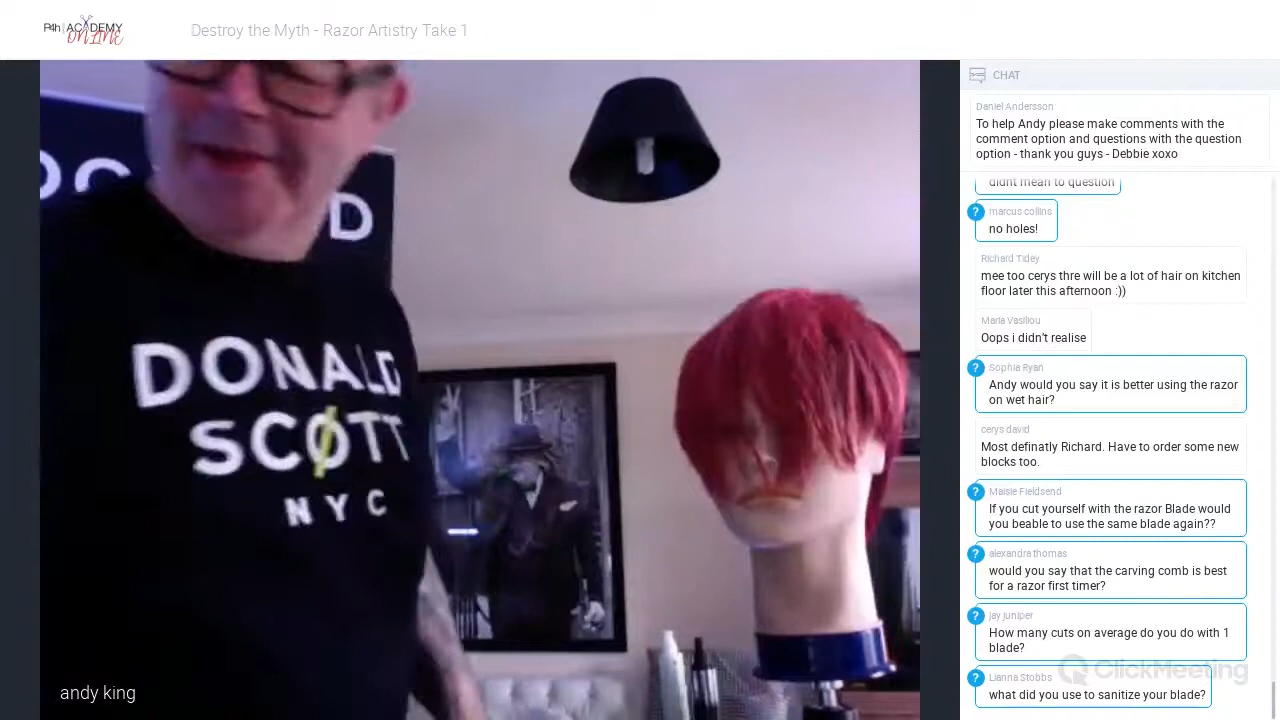 P4h ACADEMY
ONLINE
Destroy the Myth - Razor Artistry Take 1
D
DONALD
SCØTT
NYC
andy king
CHAT
Daniel Andersson
To help Andy please make comments with the
comment option and questions with the question
option - thank you guys - Debbie xoxo
didnt mean to question
?
marcus collins
no holes!
Richard Tidey
mee too cerys thre will be a lot of hair on kitchen
floor later this afternoon :))
Maria Vasiliou
Oops i didn't realise
?
Sophia Ryan
Andy would you say it is better using the razor
on wet hair?
cerys david
Most definatly Richard. Have to order some new
blocks too.
?
Maisie Fieldsend
If you cut yourself with the razor Blade would
you beable to use the same blade again??
?
alexandra thomas
would you say that the carving comb is best
for a razor first timer?
?
jay juniper
How many cuts on average do you do with 1
blade?
ClickMeeting
?
Lianna Stobbs
what did you use to sanitize your blade?